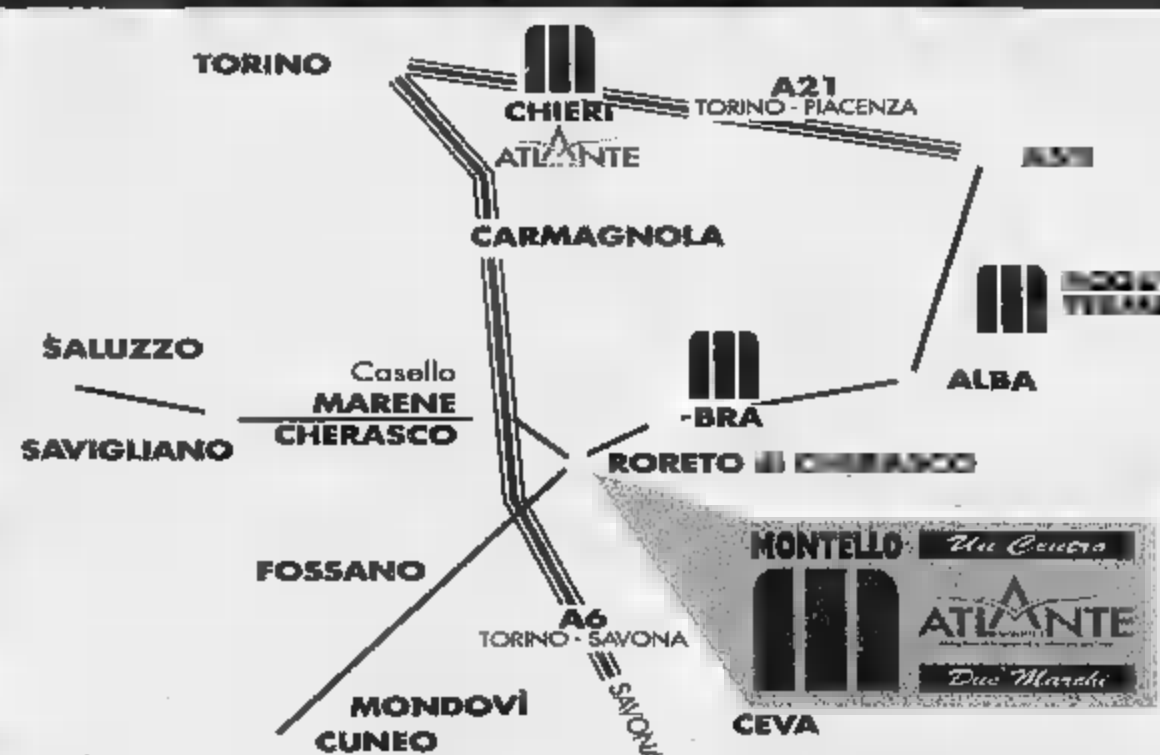 TORINO
CHIERI
ATLANTE
A21
TORINO - PIACENZA
CARMAGNOLA
SALUZZO
SAVIGLIANO
Casello
MARENE
CHERASCO
-BRA
ALBA
RORETO
FOSSANO
MONTELLO
Un Centro
ATLANTE
Due Marchi
A6
TORINO - SAVONA
SAVONA
MONDOVÌ
CUNEO
CEVA